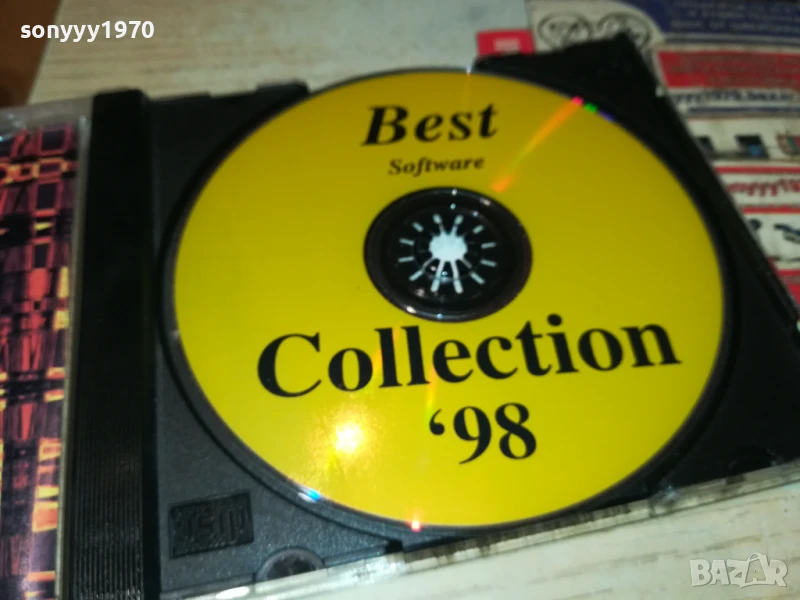 sonyyy1970
Best
Software
Collection
‘98
BAZAR